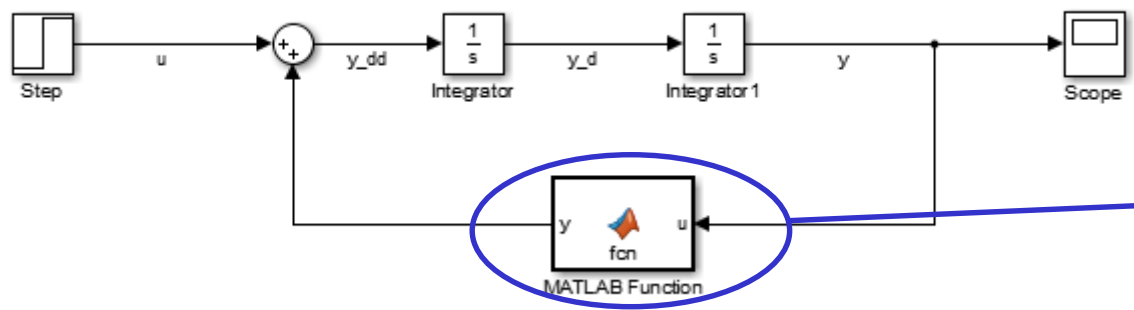 Step
u
+
+
y_dd
1
s
Integrator
y_d
1
s
Integrator1
y
Scope
y
fcn
u
MATLAB Function